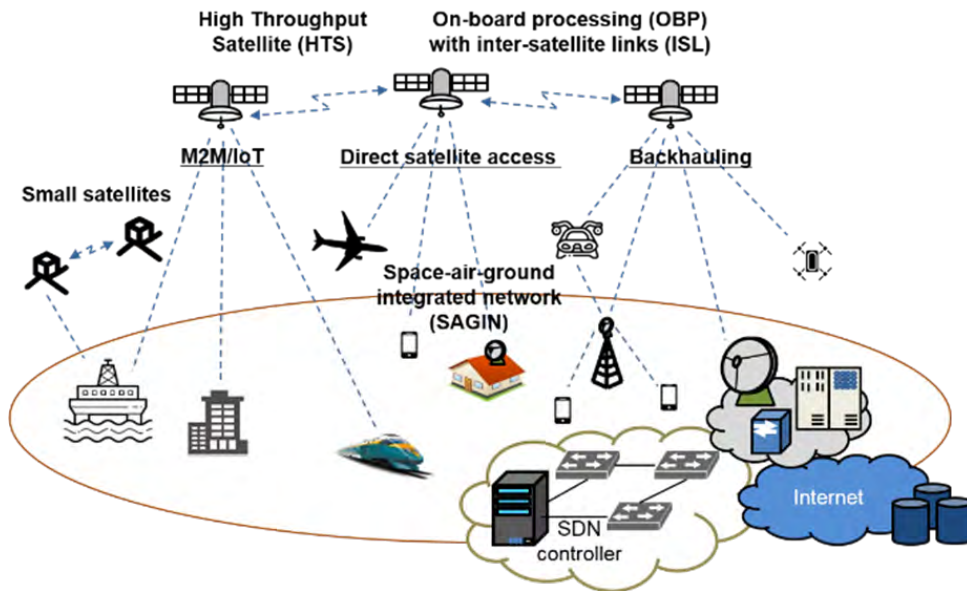 High Throughput
Satellite (HTS)
On-board processing (OBP)
with inter-satellite links (ISL)
M2M/IoT
Direct satellite access
Backhauling
Small satellites
Space-air-ground
integrated network
(SAGIN)
Internet
SDN
controller